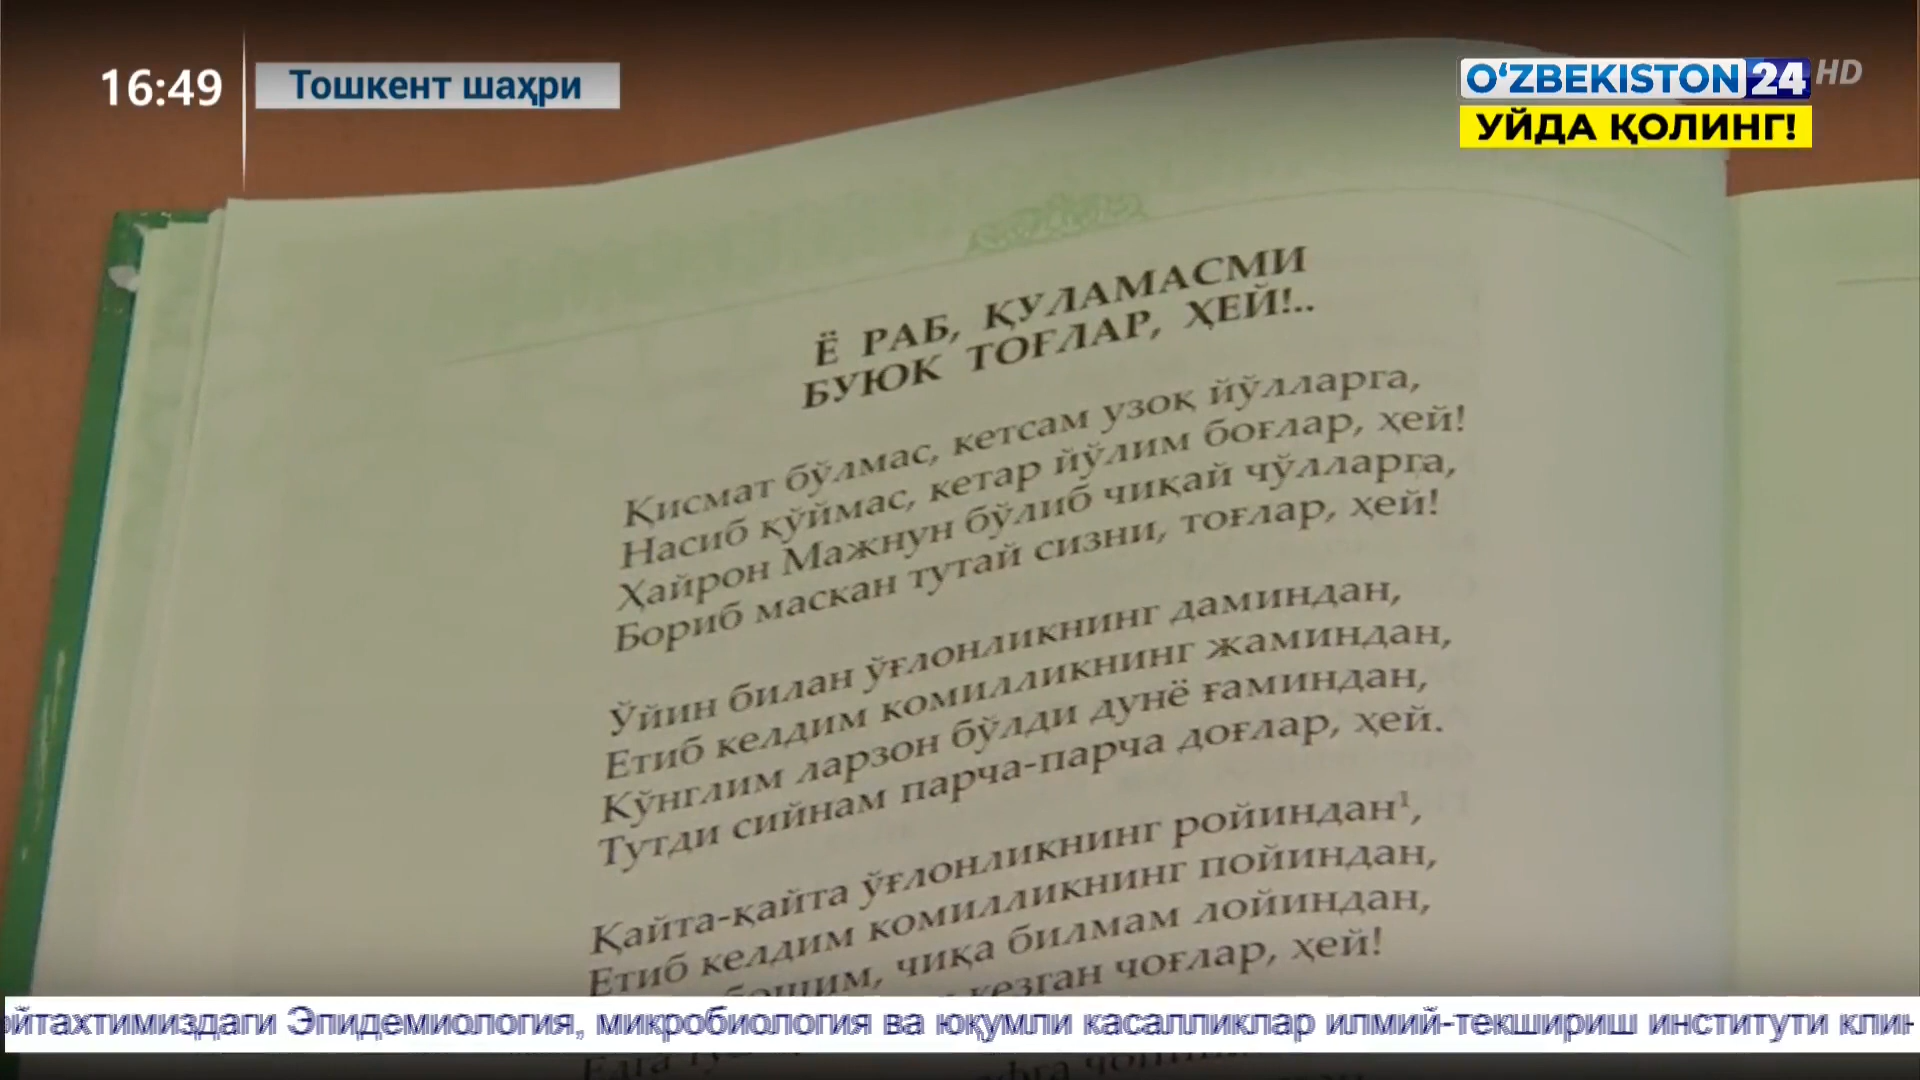 16:49
Тошкент шаҳри
O‘ZBEKISTON 24 HD
УЙДА ҚОЛИНГ!
Ё РАБ, ҚУЛАМАСМИ
БУЮК ТОҒЛАР, ҲЕЙ!..
Қисмат бўлмас, кетсам узоқ йўлларга,
Насиб қўймас, кетар йўлим боғлар, ҳей!
Ҳайрон Мажнун бўлиб чиқай чўлларга,
Бориб маскан тутай сизни, тоғлар, ҳей!
Ўйин билан ўғлонликнинг даминдан,
Етиб келдим комилликнинг жаминдан,
Кўнглим ларзон бўлди дунё ғаминдан,
Тутди сийнам парча-парча доғлар, ҳей.
Қайта-қайта ўғлонликнинг ройиндан¹,
Етиб келдим комилликнинг пойиндан,
бошим, чиқа билмам лойиндан,
кезган чоғлар, ҳей!
ойтахтимиздаги Эпидемиология, микробиология ва юқумли касалликлар илмий-текшириш институти клин